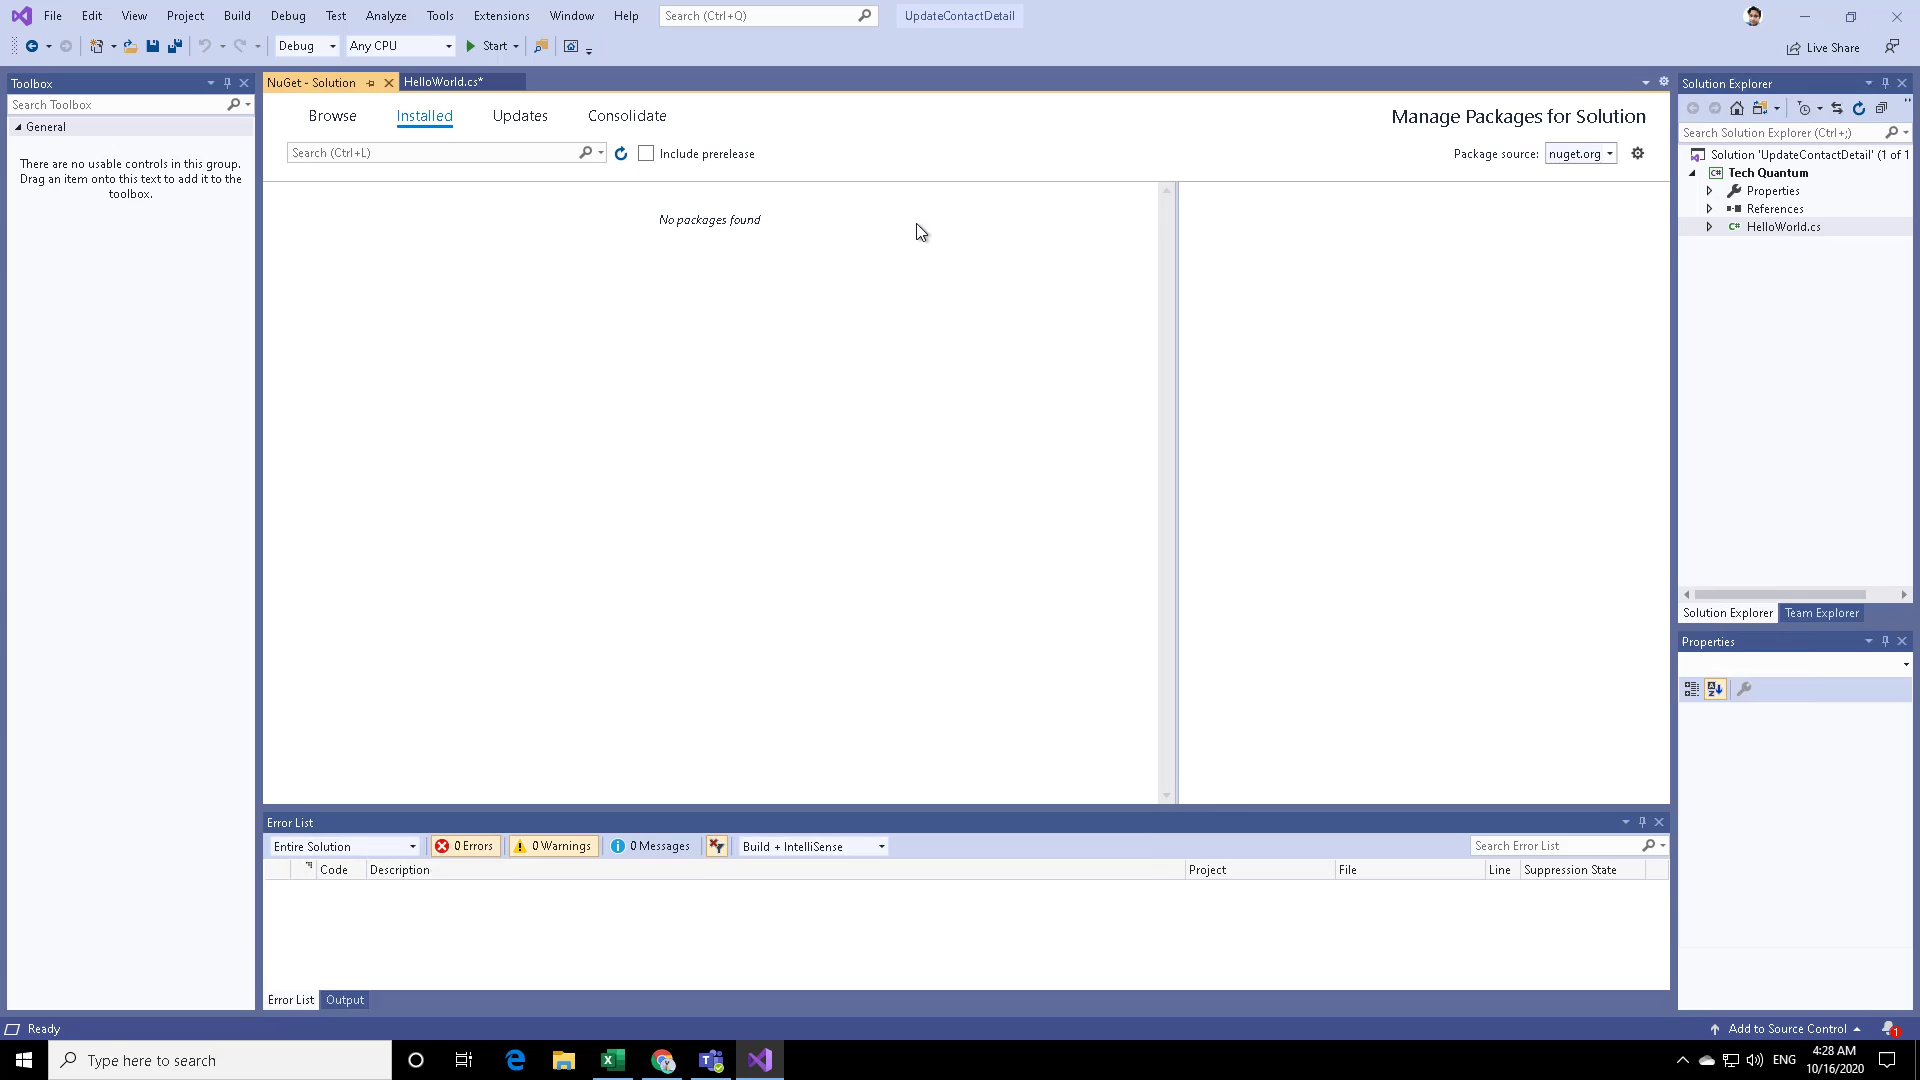 File Edit View Project Build Debug Test Analyze Tools Extensions Window Help Search (Ctrl+Q) UpdateContactDetail
Debug Any CPU Start Live Share
Toolbox
Search Toolbox
General
There are no usable controls in this group.
Drag an item onto this text to add it to the
toolbox.
NuGet - Solution HelloWorld.cs*
Browse Installed Updates Consolidate Manage Packages for Solution
Search (Ctrl+L) Include prerelease Package source: nuget.org
No packages found
Solution Explorer
Search Solution Explorer (Ctrl+;)
Solution 'UpdateContactDetail' (1 of 1
C# Tech Quantum
Properties
References
C# HelloWorld.cs
Solution Explorer Team Explorer
Properties
Error List
Entire Solution 0 Errors 0 Warnings 0 Messages Build + IntelliSense Search Error List
Code Description Project File Line Suppression State
Error List Output
Ready Add to Source Control 1
Type here to search ENG 4:28 AM
10/16/2020